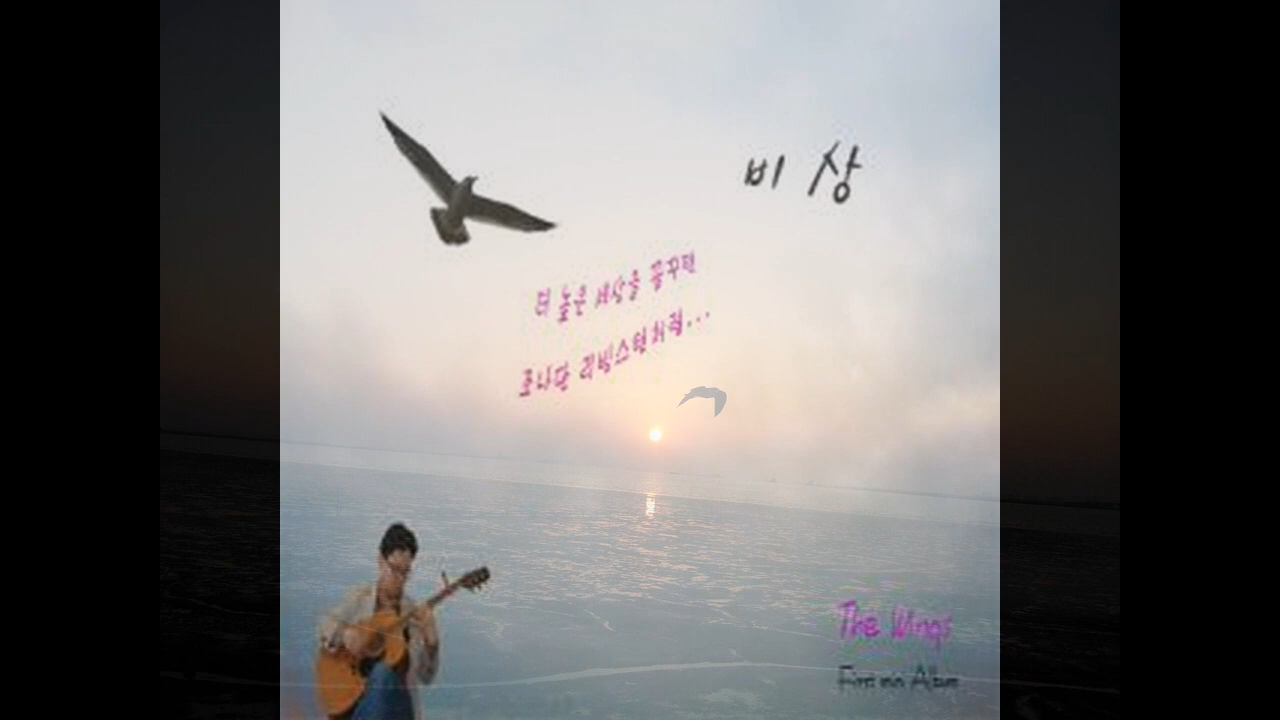 비 상
더 높은 세상을 꿈꾸던
조나단 리빙스턴처럼...
The Wings
First mini Album